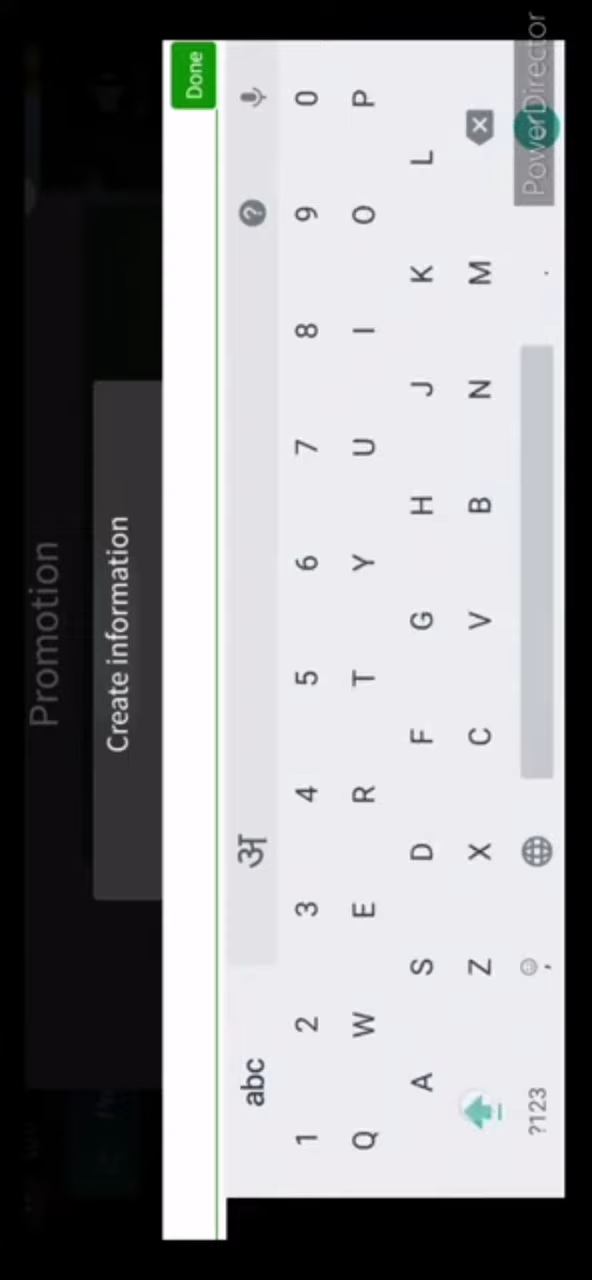 Promotion
Create information
Done
abc अ
1 2 3 4 5 6 7 8 9 0
Q W E R T Y U I O P
A S D F G H J K L
Z X C V B N M
?123 , .
PowerDirector